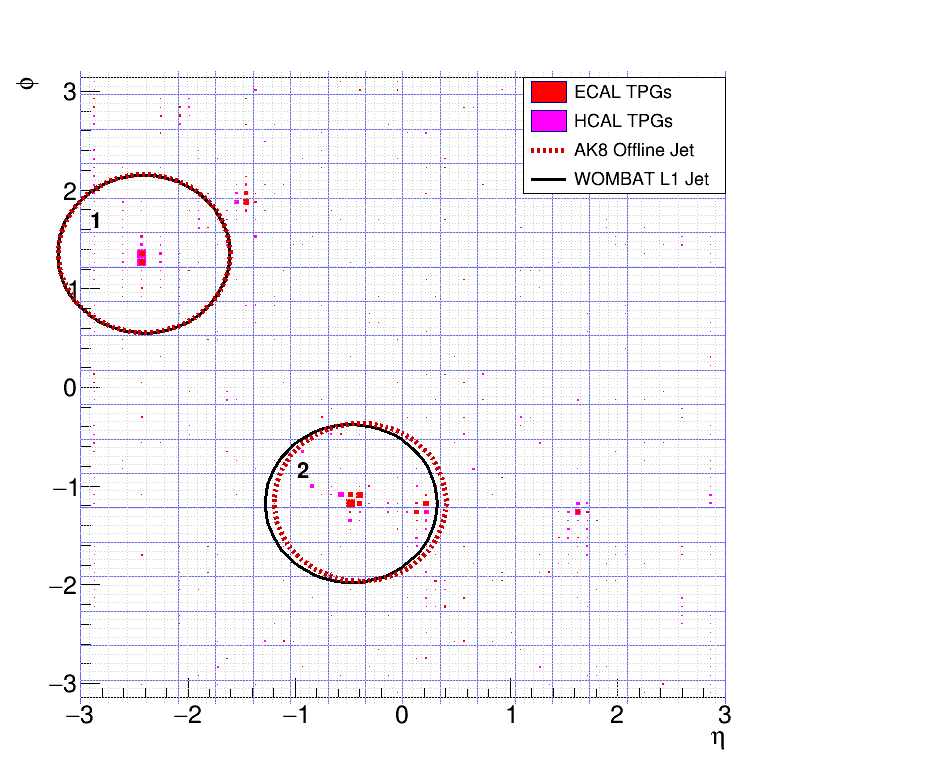 ϕ
3
ECAL TPGs
HCAL TPGs
AK8 Offline Jet
WOMBAT L1 Jet
2
1
1
0
−1
2
−2
−3
−3 −2 −1 0 1 2 3
η